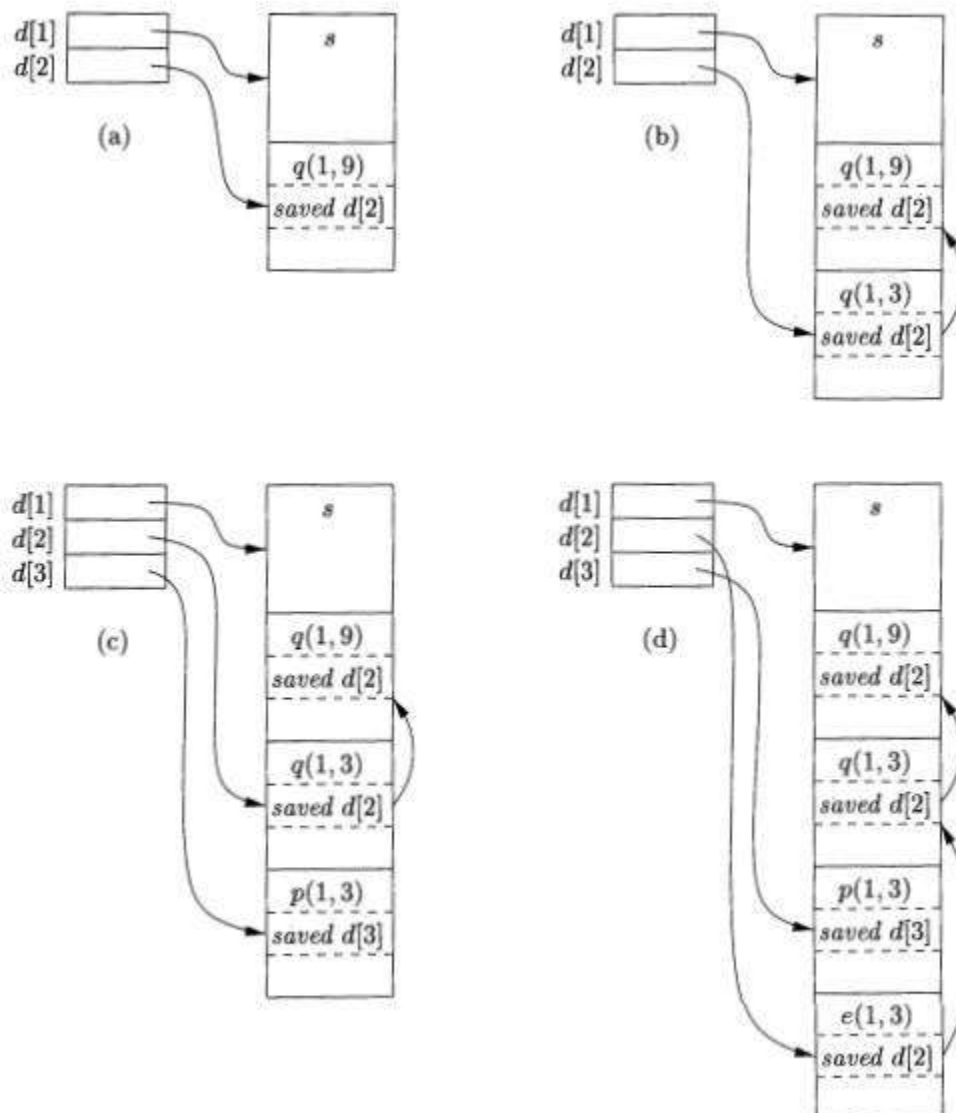 d[1]
d[2]
(a)
s
q(1, 9)
saved d[2]
d[1]
d[2]
(b)
s
q(1, 9)
saved d[2]
q(1, 3)
saved d[2]
d[1]
d[2]
d[3]
(c)
s
q(1, 9)
saved d[2]
q(1, 3)
saved d[2]
p(1, 3)
saved d[3]
d[1]
d[2]
d[3]
(d)
s
q(1, 9)
saved d[2]
q(1, 3)
saved d[2]
p(1, 3)
saved d[3]
e(1, 3)
saved d[2]